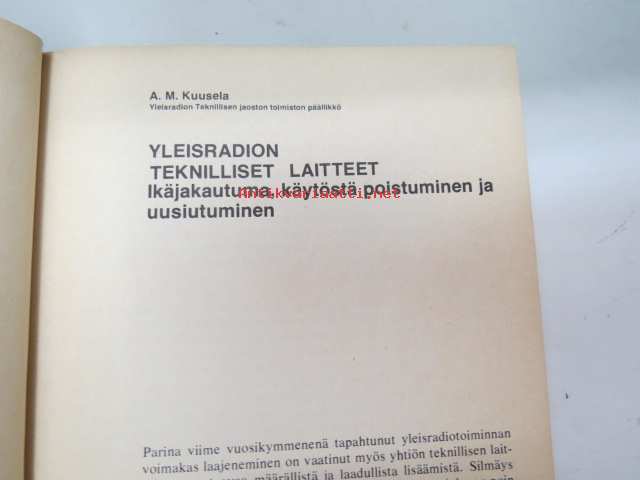 A. M. Kuusela
Yleisradion Teknillisen jaoston toimiston päällikkö
YLEISRADION
TEKNILLISET LAITTEET
Ikäjakautuma, käytöstä poistuminen ja
Antikvariaatti.net
uusiutuminen
Parina viime vuosikymmenenä tapahtunut yleisradiotoiminnan
voimakas laajeneminen on vaatinut myös yhtiön teknillisen lait-
määrällistä ja laadullista lisäämistä. Silmäys